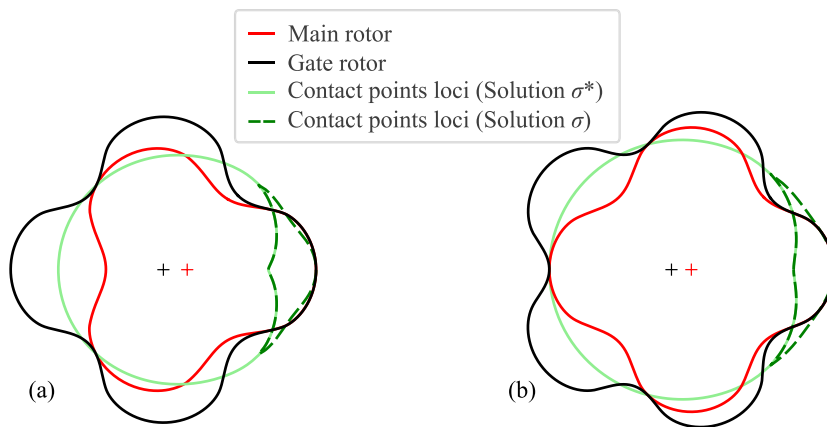 Main rotor
Gate rotor
Contact points loci (Solution σ*)
Contact points loci (Solution σ)
(a)
(b)